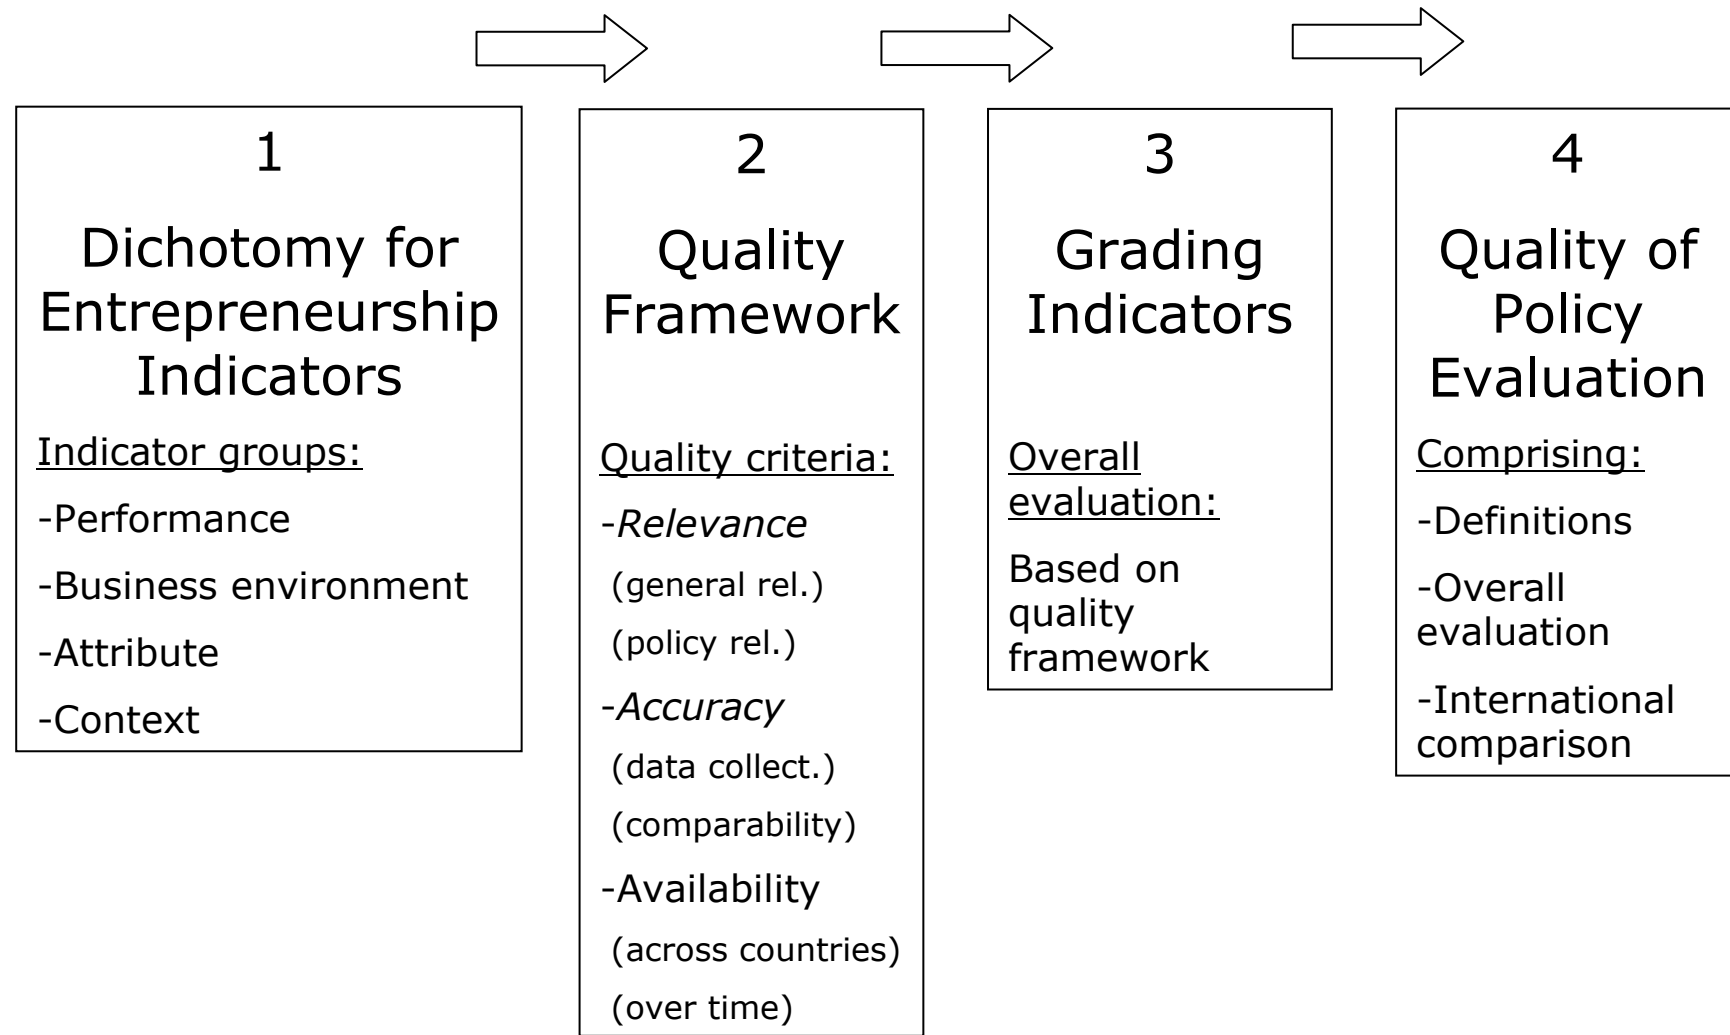 1
Dichotomy for
Entrepreneurship
Indicators
Indicator groups:
-Performance
-Business environment
-Attribute
-Context
2
Quality
Framework
Quality criteria:
-Relevance
(general rel.)
(policy rel.)
-Accuracy
(data collect.)
(comparability)
-Availability
(across countries)
(over time)
3
Grading
Indicators
Overall
evaluation:
Based on
quality
framework
4
Quality of
Policy
Evaluation
Comprising:
-Definitions
-Overall
evaluation
-International
comparison